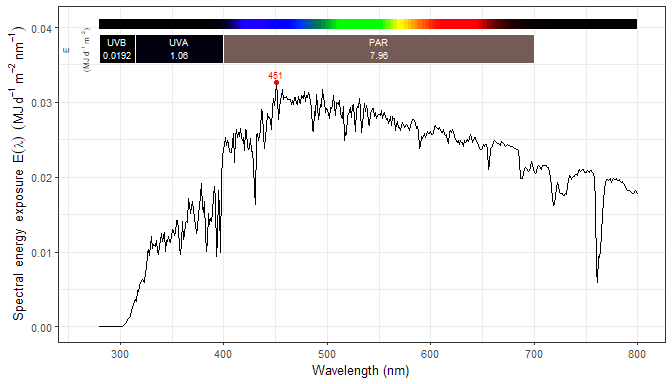 0.04
0.03
0.02
0.01
0.00
Spectral energy exposure E(λ) (MJ d⁻¹ m⁻² nm⁻¹)
E
(MJ d⁻¹ m⁻²)
UVB UVA PAR
0.0192 1.06 7.96
451
300 400 500 600 700 800
Wavelength (nm)